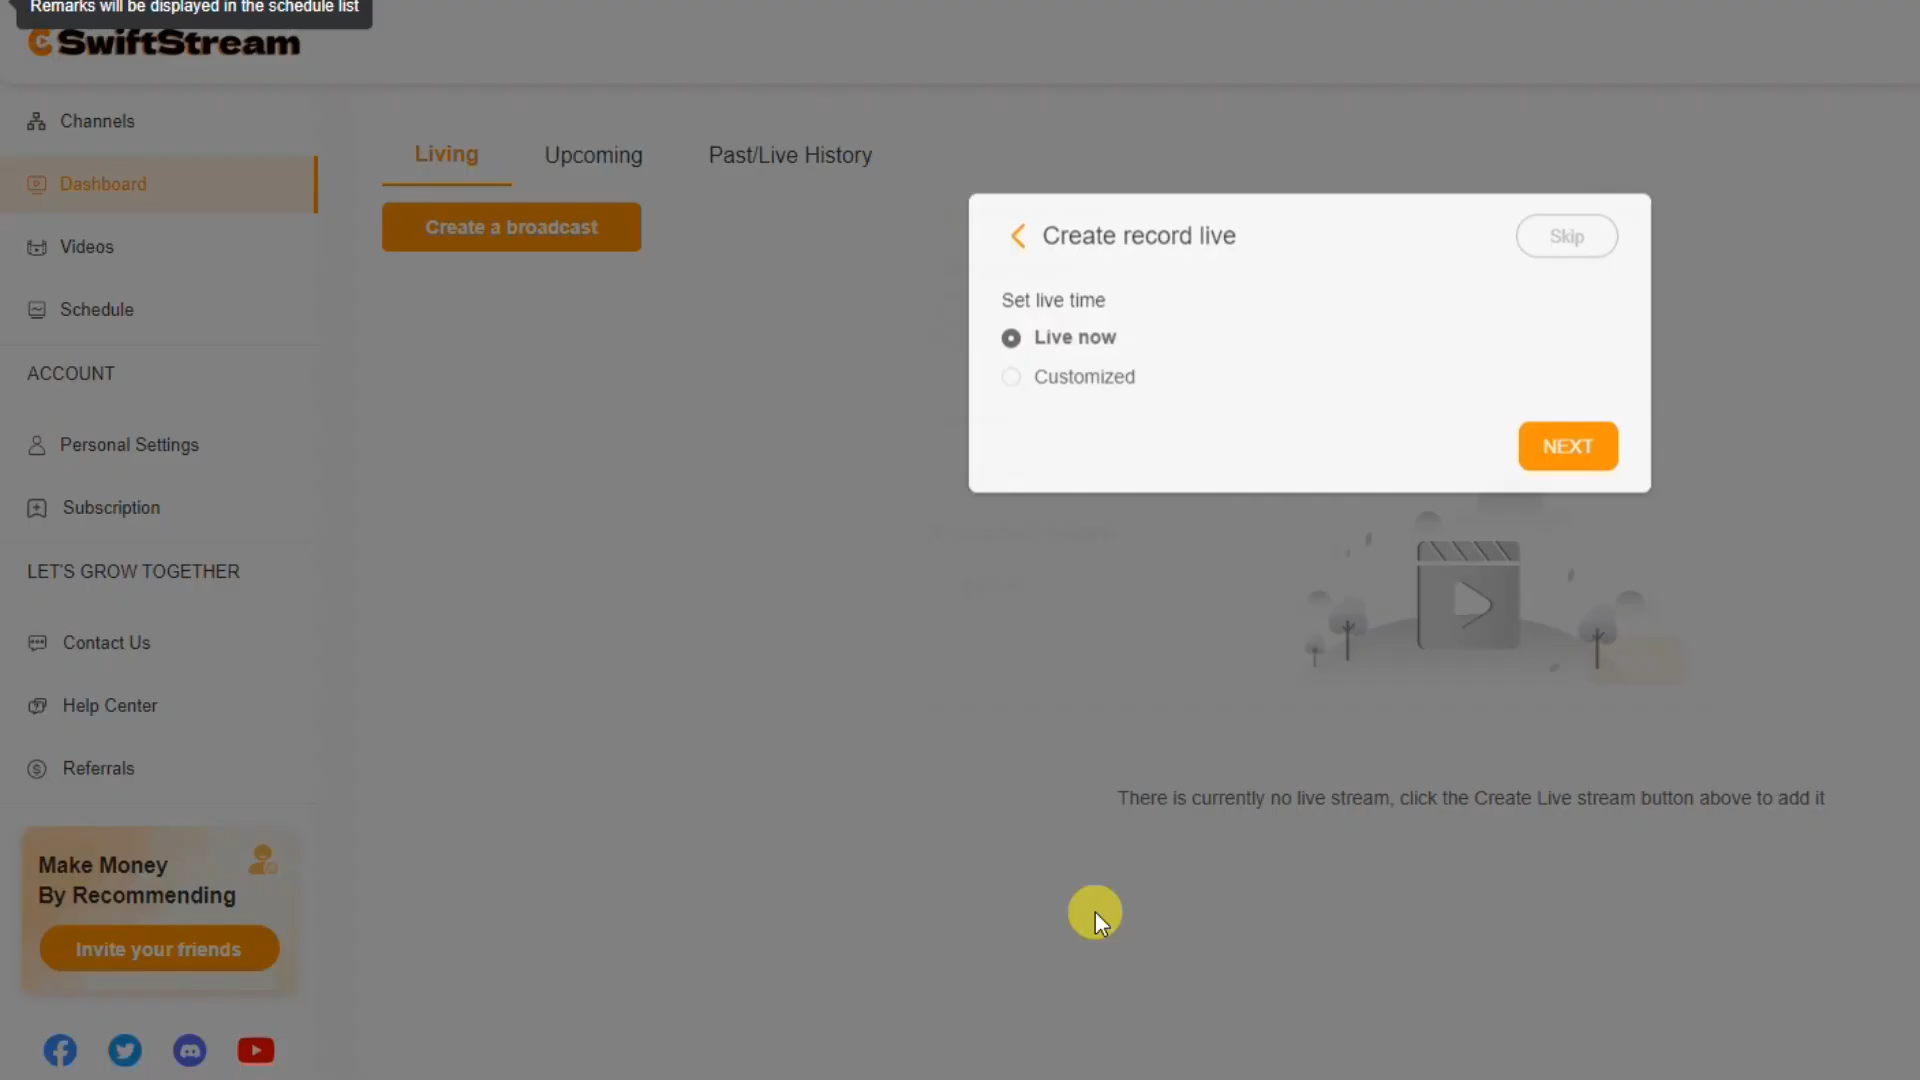 Remarks will be displayed in the schedule list
SwiftStream
Channels
Dashboard
Videos
Schedule
ACCOUNT
Personal Settings
Subscription
LET'S GROW TOGETHER
Contact Us
Help Center
Referrals
Make Money
By Recommending
Invite your friends
Living
Upcoming
Past/Live History
Create a broadcast
Create record live
Skip
Set live time
Live now
Customized
NEXT
There is currently no live stream, click the Create Live stream button above to add it